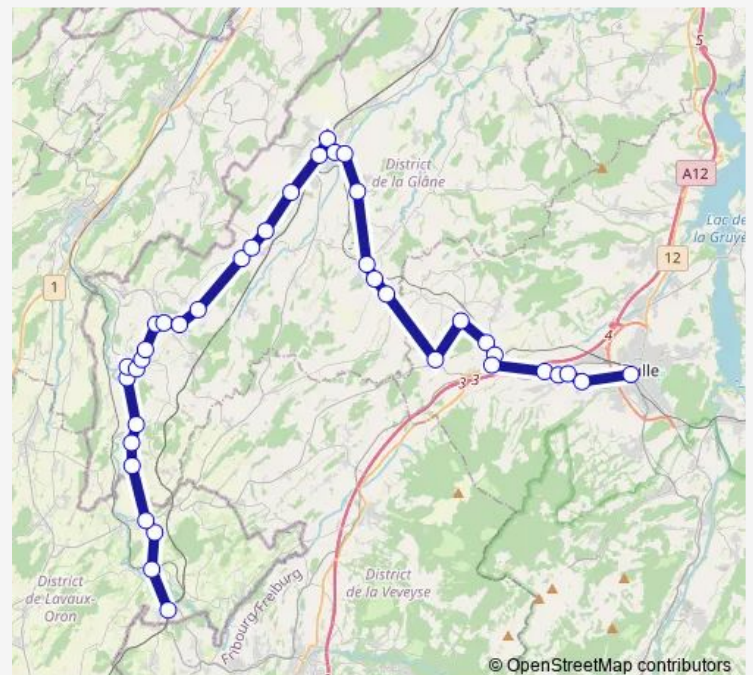 5
District
de la Glâne
A12
Lac de
la Gruyè
12
1
4
lle
3 3
District
de Lavaux-
Oron
District
de la Veveyse
Fribourg/Freiburg
© OpenStreetMap contributors